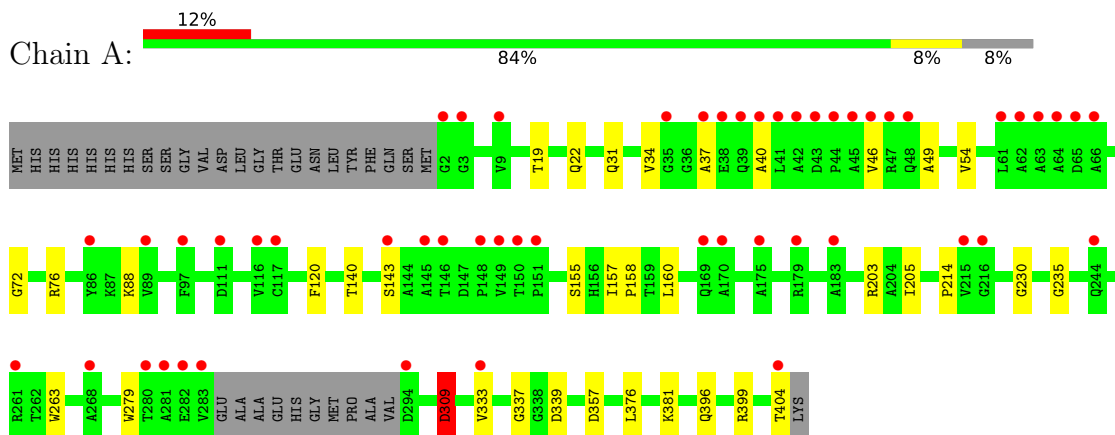 12%
Chain A:
84% 8% 8%
MET HIS HIS HIS HIS HIS HIS SER SER GLY VAL ASP LEU GLY THR GLU ASN LEU TYR PHE GLN SER MET G2 G3 V9 T19 Q22 Q31 V34 G35 G36 A37 E38 Q39 A40 L41 A42 D43 P44 A45 V46 R47 Q48 A49 V54 L61 A62 A63 A64 D65 A66
G72 R76 Y86 K87 K88 V89 F97 D111 V116 C117 F120 T140 S143 A144 A145 T146 D147 P148 V149 T150 P151 S155 H156 I157 P158 T159 L160 Q169 A170 A175 R179 A183 R203 A204 I205 P214 V215 G216 G230 G235 Q244
R261 T262 W263 A268 W279 T280 A281 E282 V283 GLU ALA ALA GLU HIS GLY MET PRO ALA VAL D294 D309 V333 G337 G338 D339 D357 L376 K381 Q396 R399 T404 LYS